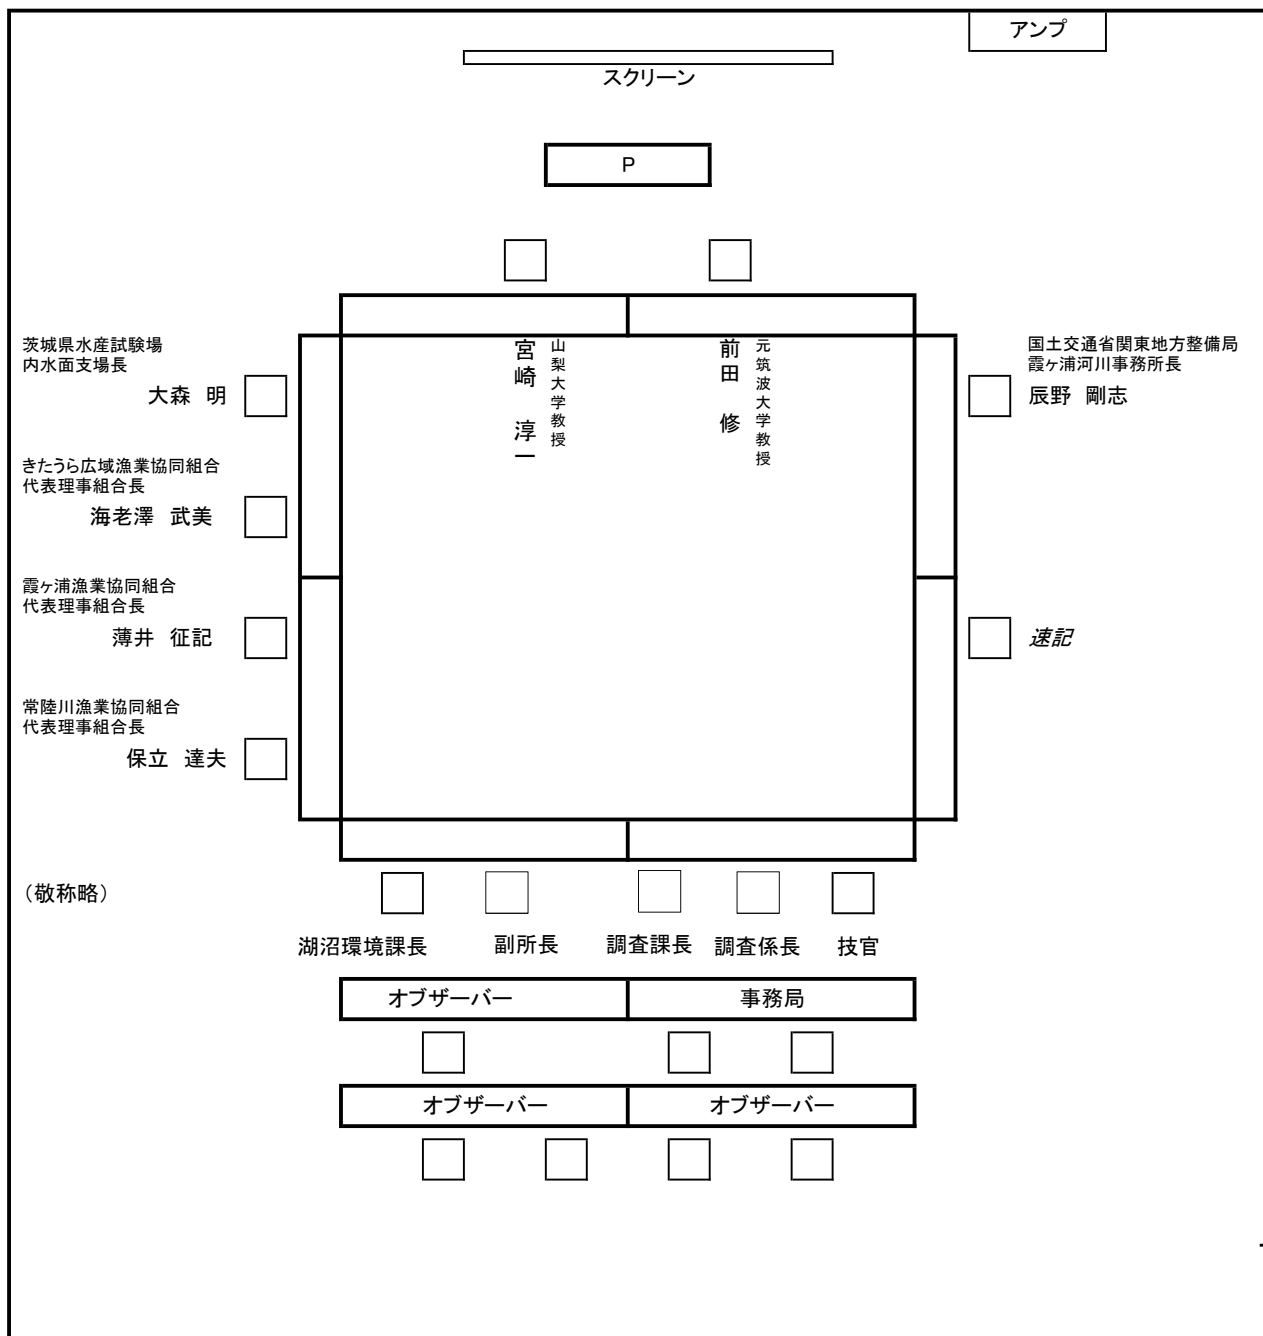 アンプ
スクリーン
P
茨城県水産試験場
内水面支場長
大森 明
山梨大学教授
宮崎 淳一
元筑波大学教授
前田 修
国土交通省関東地方整備局
霞ヶ浦河川事務所長
辰野 剛志
きたうら広域漁業協同組合
代表理事組合長
海老澤 武美
霞ヶ浦漁業協同組合
代表理事組合長
薄井 征記
速記
常陸川漁業協同組合
代表理事組合長
保立 達夫
（敬称略）
湖沼環境課長 副所長 調査課長 調査係長 技官
オブザーバー 事務局
オブザーバー オブザーバー